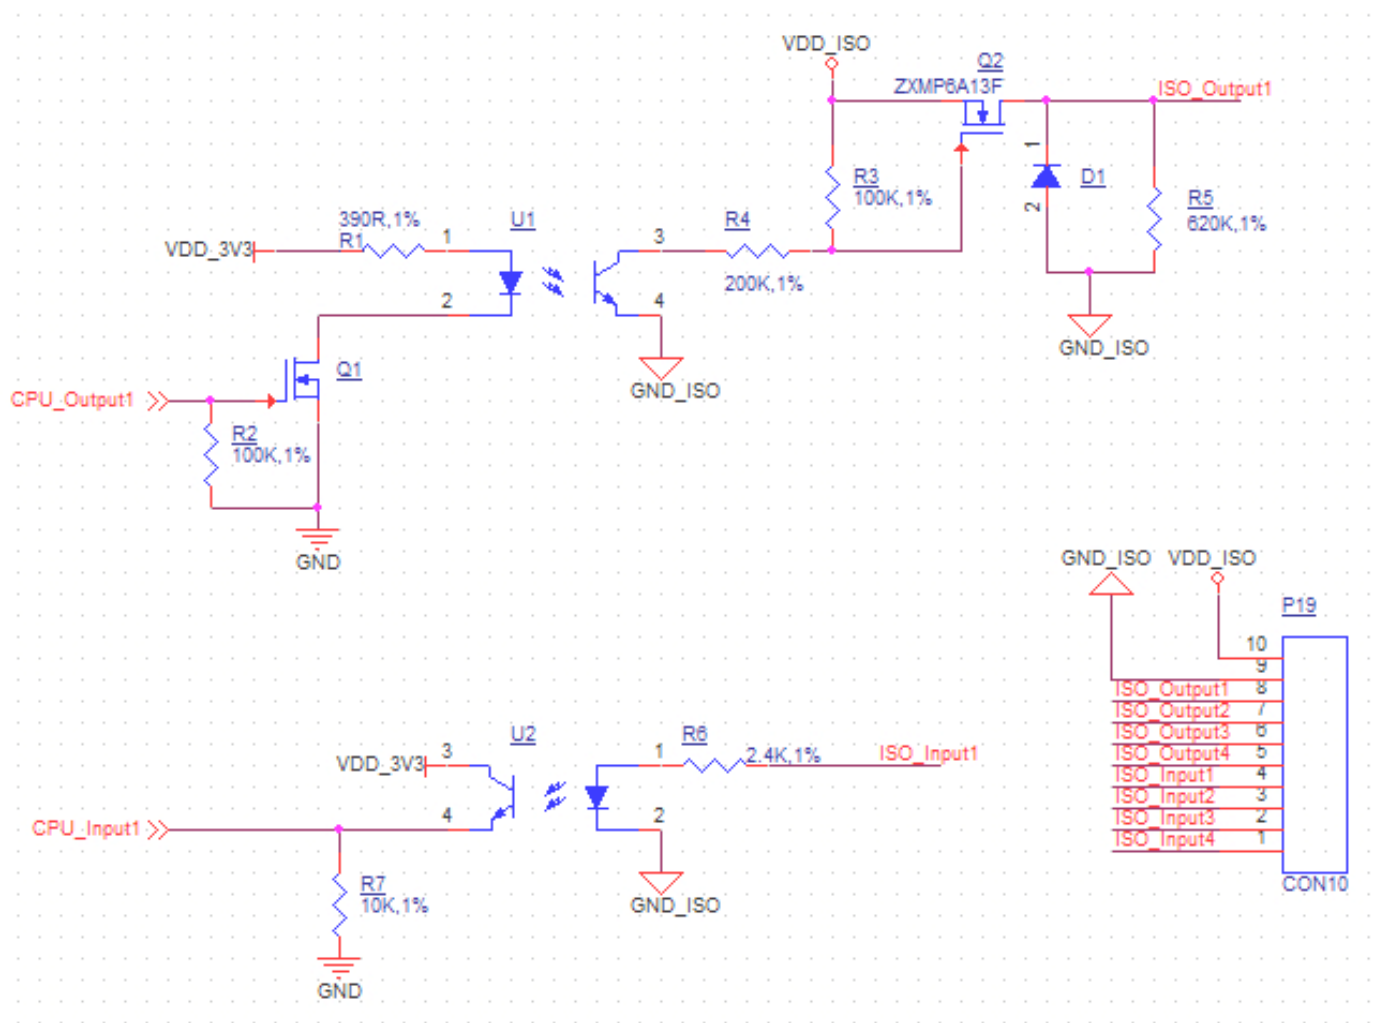 VDD_ISO
Q2
ZXMP6A13F
ISO_Output1
1
D1
2
R3
100K,1%
R5
620K,1%
390R,1%
R1
VDD_3V3
1
U1
3
R4
200K,1%
2
4
GND_ISO
GND_ISO
Q1
CPU_Output1
R2
100K,1%
GND
GND_ISO
VDD_ISO
P19
10
9
ISO_Output1 8
ISO_Output2 7
ISO_Output3 6
ISO_Output4 5
ISO_Input1 4
ISO_Input2 3
ISO_Input3 2
ISO_Input4 1
CON10
VDD_3V3
3
U2
1
R6
2.4K,1%
ISO_Input1
CPU_Input1
4
2
GND_ISO
R7
10K,1%
GND